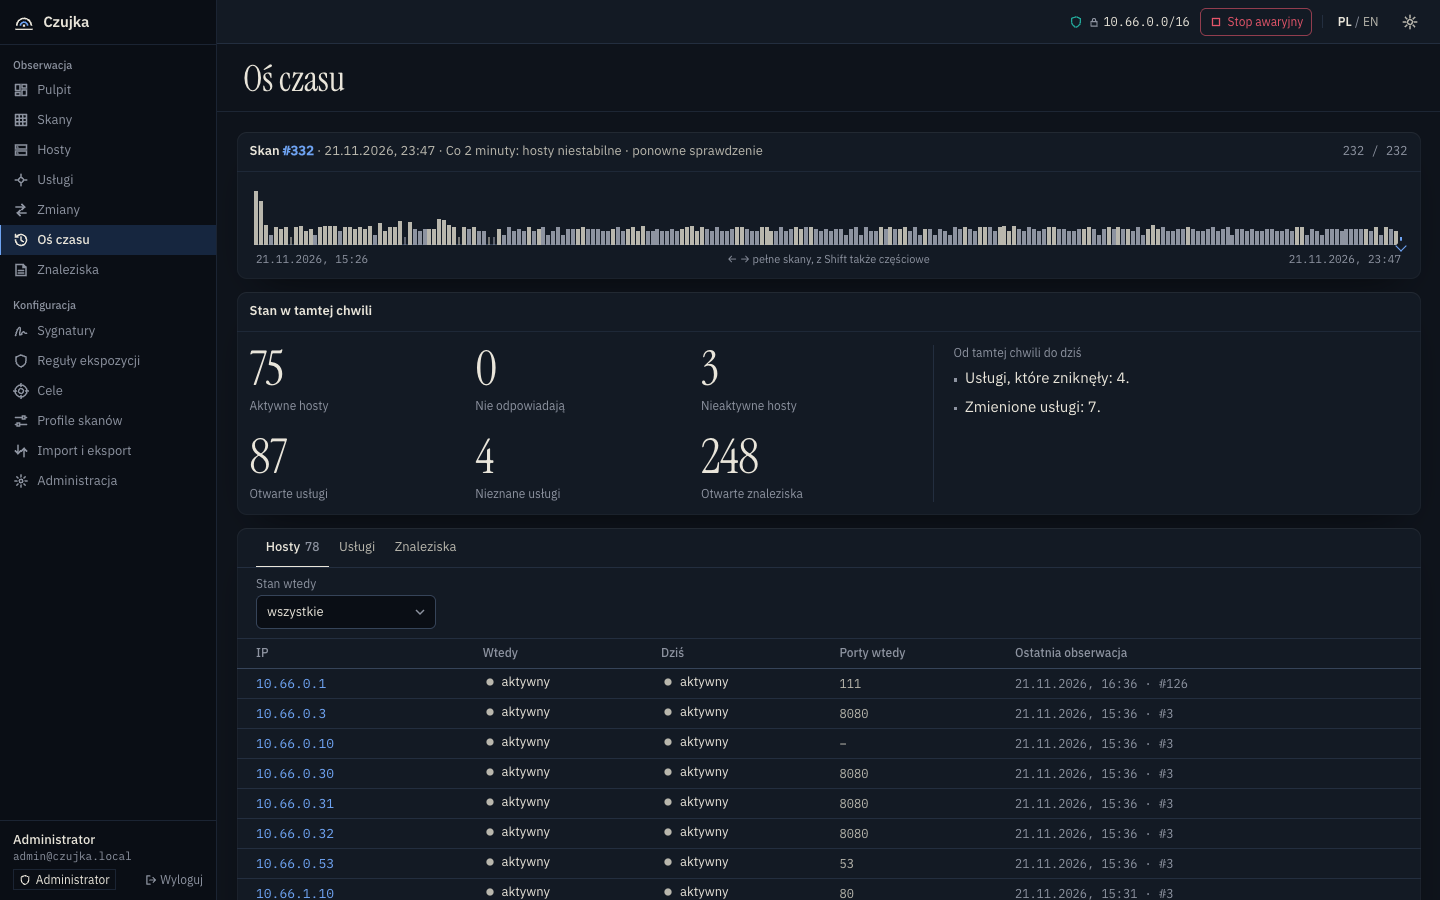 Czujka
10.66.0.0/16
Stop awaryjny
PL / EN
Obserwacja
Pulpit
Skany
Hosty
Usługi
Zmiany
Oś czasu
Znaleziska
Konfiguracja
Sygnatury
Reguły ekspozycji
Cele
Profile skanów
Import i eksport
Administracja
Administrator
admin@czujka.local
Administrator
Wyloguj
Oś czasu
Skan #332 · 21.11.2026, 23:47 · Co 2 minuty: hosty niestabilne · ponowne sprawdzenie
232 / 232
21.11.2026, 15:26
← → pełne skany, z Shift także częściowe
21.11.2026, 23:47
Stan w tamtej chwili
75
Aktywne hosty
0
Nie odpowiadają
3
Nieaktywne hosty
87
Otwarte usługi
4
Nieznane usługi
248
Otwarte znaleziska
Od tamtej chwili do dziś
Usługi, które zniknęły: 4.
Zmienione usługi: 7.
Hosty 78
Usługi
Znaleziska
Stan wtedy
wszystkie
IP Wtedy Dziś Porty wtedy Ostatnia obserwacja
10.66.0.1 aktywny aktywny 111 21.11.2026, 16:36 · #126
10.66.0.3 aktywny aktywny 8080 21.11.2026, 15:36 · #3
10.66.0.10 aktywny aktywny – 21.11.2026, 15:36 · #3
10.66.0.30 aktywny aktywny 8080 21.11.2026, 15:36 · #3
10.66.0.31 aktywny aktywny 8080 21.11.2026, 15:36 · #3
10.66.0.32 aktywny aktywny 8080 21.11.2026, 15:36 · #3
10.66.0.53 aktywny aktywny 53 21.11.2026, 15:36 · #3
10.66.1.10 aktywny aktywny 80 21.11.2026, 15:31 · #3